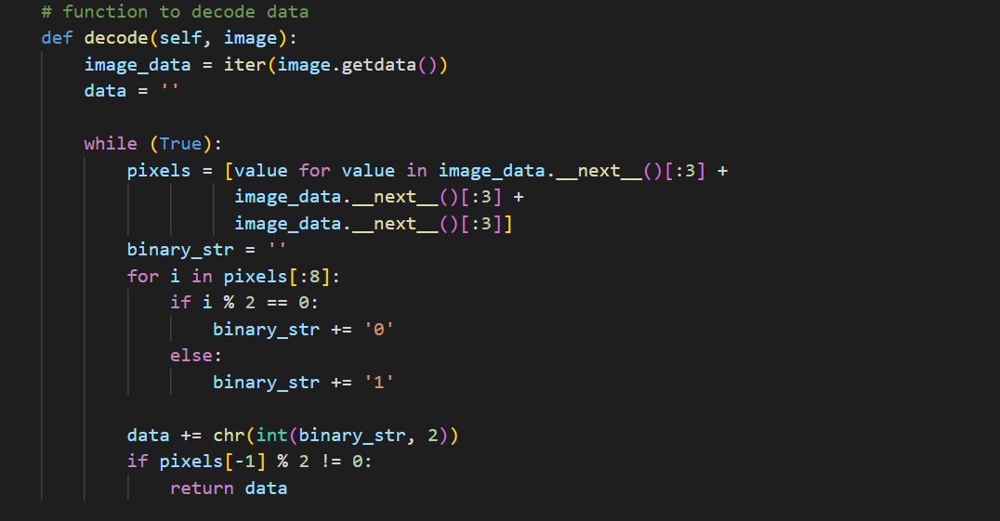 # function to decode data
def decode(self, image):
    image_data = iter(image.getdata())
    data = ''

    while (True):
        pixels = [value for value in image_data.__next__()[:3] +
                  image_data.__next__()[:3] +
                  image_data.__next__()[:3]]
        binary_str = ''
        for i in pixels[:8]:
            if i % 2 == 0:
                binary_str += '0'
            else:
                binary_str += '1'

        data += chr(int(binary_str, 2))
        if pixels[-1] % 2 != 0:
            return data